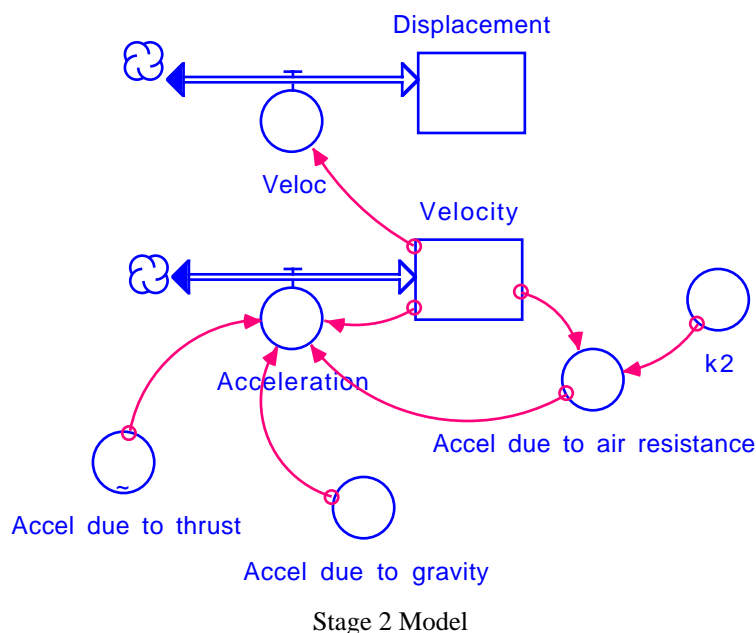 Displacement
Veloc
Velocity
Acceleration
k2
Accel due to air resistance
~
Accel due to thrust
Accel due to gravity
Stage 2 Model